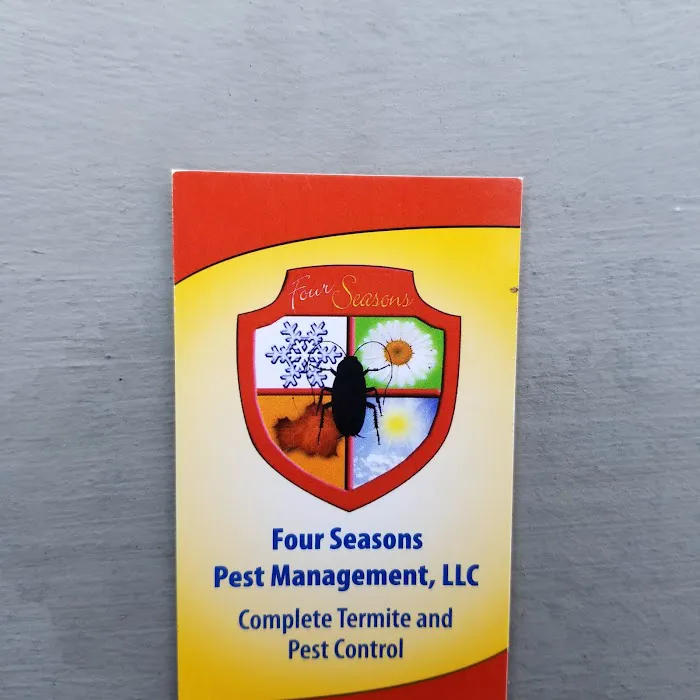 Four Seasons
Four Seasons
Pest Management, LLC
Complete Termite and
Pest Control